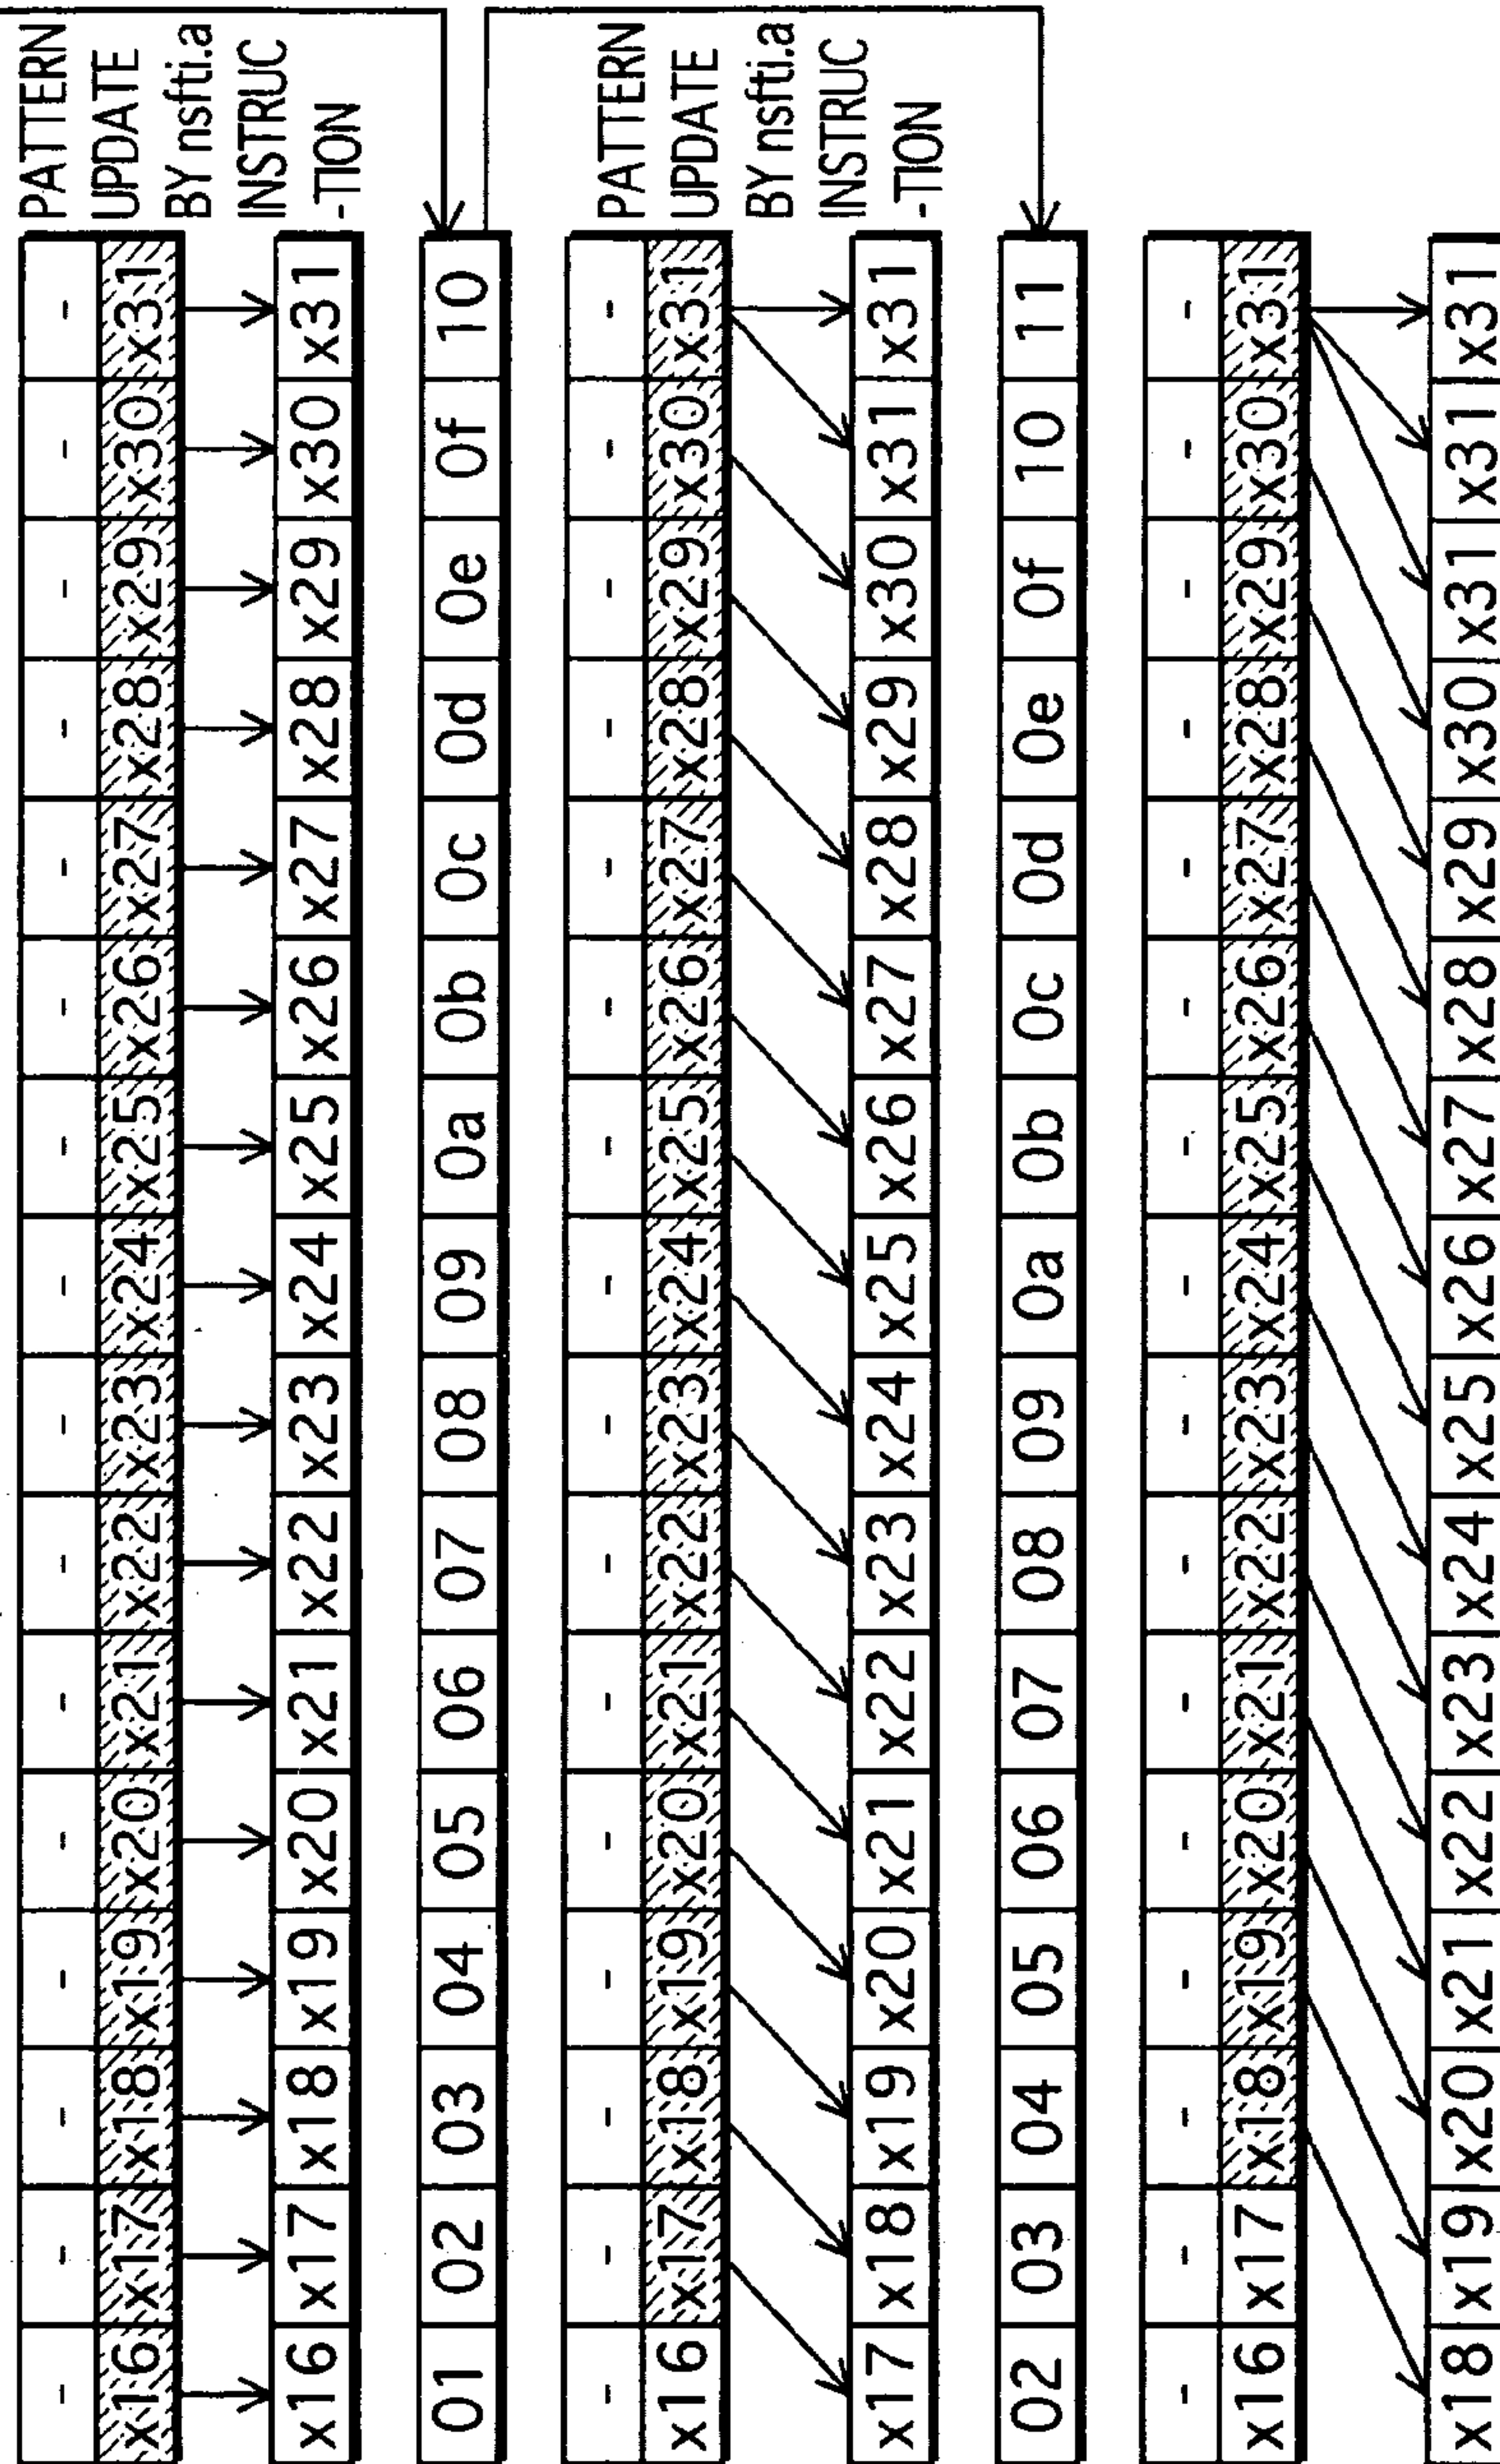 - - - - - - - - - - - - - - - - PATTERN
x16 x17 x18 x19 x20 x21 x22 x23 x24 x25 x26 x27 x28 x29 x30 x31 UPDATE
BY nsfti.a
INSTRUC
x16 x17 x18 x19 x20 x21 x22 x23 x24 x25 x26 x27 x28 x29 x30 x31 -TION
01 02 03 04 05 06 07 08 09 0a 0b 0c 0d 0e 0f 10
- - - - - - - - - - - - - - - - PATTERN
x16 x17 x18 x19 x20 x21 x22 x23 x24 x25 x26 x27 x28 x29 x30 x31 UPDATE
BY nsfti.a
INSTRUC
x17 x18 x19 x20 x21 x22 x23 x24 x25 x26 x27 x28 x29 x30 x31 x31 -TION
02 03 04 05 06 07 08 09 0a 0b 0c 0d 0e 0f 10 11
- - - - - - - - - - - - - - - -
x16 x17 x18 x19 x20 x21 x22 x23 x24 x25 x26 x27 x28 x29 x30 x31
x18 x19 x20 x21 x22 x23 x24 x25 x26 x27 x28 x29 x30 x31 x31 x31